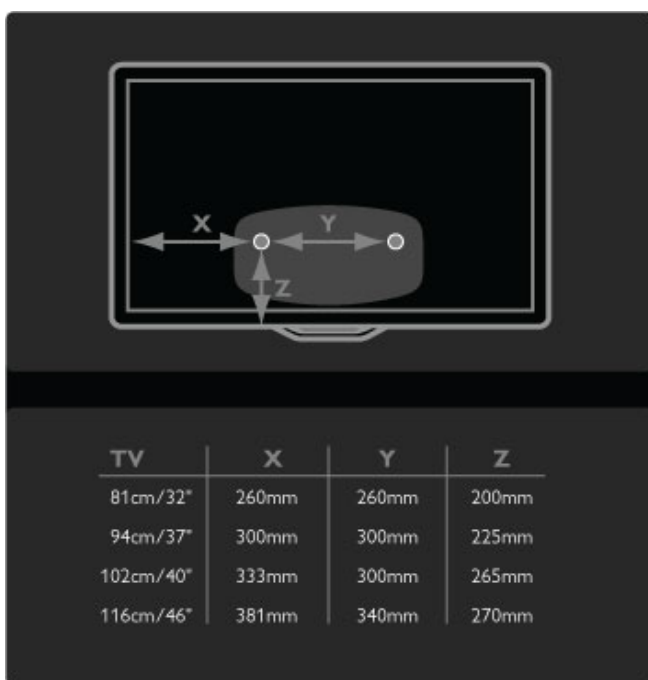 X Y
Z
TV X Y Z
81cm/32" 260mm 260mm 200mm
94cm/37" 300mm 300mm 225mm
102cm/40" 333mm 300mm 265mm
116cm/46" 381mm 340mm 270mm